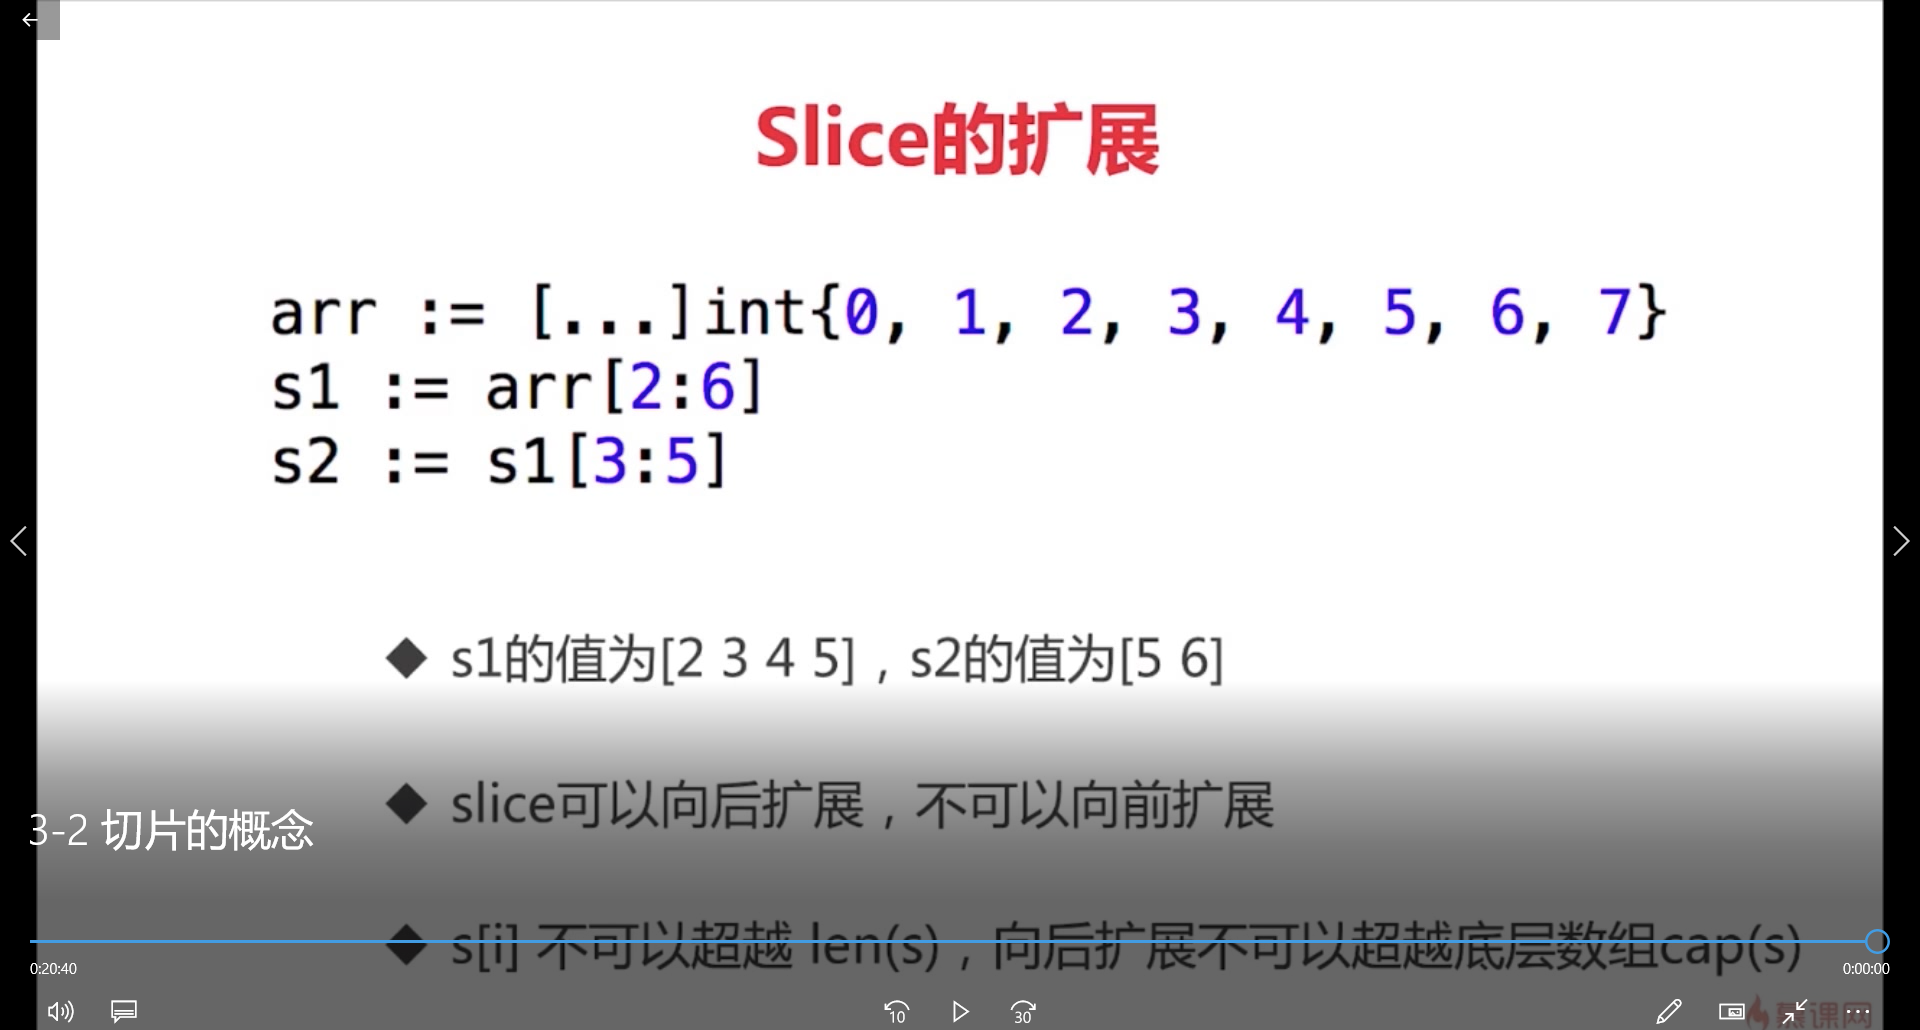 Slice的扩展
arr := [...]int{0, 1, 2, 3, 4, 5, 6, 7}
s1 := arr[2:6]
s2 := s1[3:5]
◆ s1的值为[2 3 4 5]，s2的值为[5 6]
◆ slice可以向后扩展，不可以向前扩展
3-2 切片的概念
◆ s[i] 不可以超越 len(s)，向后扩展不可以超越底层数组cap(s)
0:20:40
0:00:00
10
30
慕课网